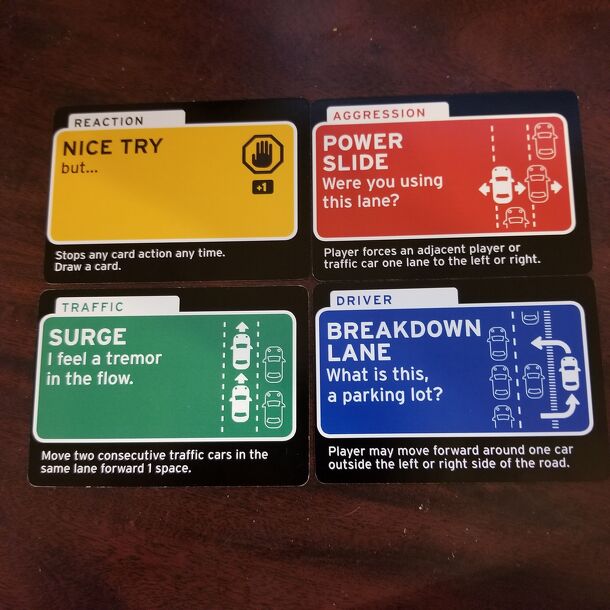 REACTION
NICE TRY
but...
+1
Stops any card action any time.
Draw a card.
AGGRESSION
POWER
SLIDE
Were you using
this lane?
Player forces an adjacent player or
traffic car one lane to the left or right.
TRAFFIC
SURGE
I feel a tremor
in the flow.
Move two consecutive traffic cars in the
same lane forward 1 space.
DRIVER
BREAKDOWN
LANE
What is this,
a parking lot?
Player may move forward around one car
outside the left or right side of the road.